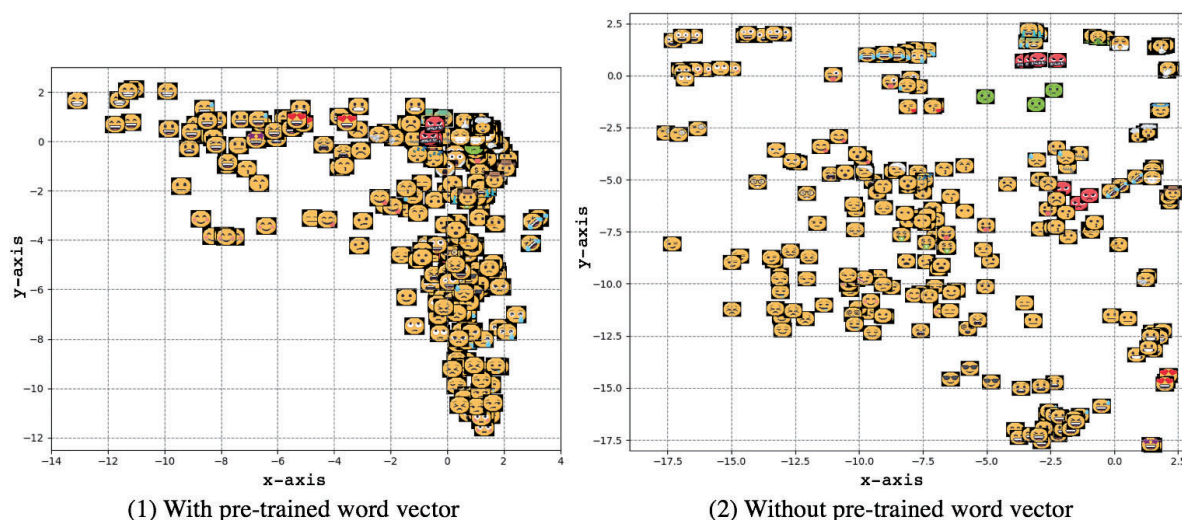 2
0
−2
−4
−6
−8
−10
−12
y-axis
−14 −12 −10 −8 −6 −4 −2 0 2 4
x-axis
(1) With pre-trained word vector
2.5
0.0
−2.5
−5.0
−7.5
−10.0
−12.5
−15.0
−17.5
y-axis
−17.5 −15.0 −12.5 −10.0 −7.5 −5.0 −2.5 0.0 2.5
x-axis
(2) Without pre-trained word vector